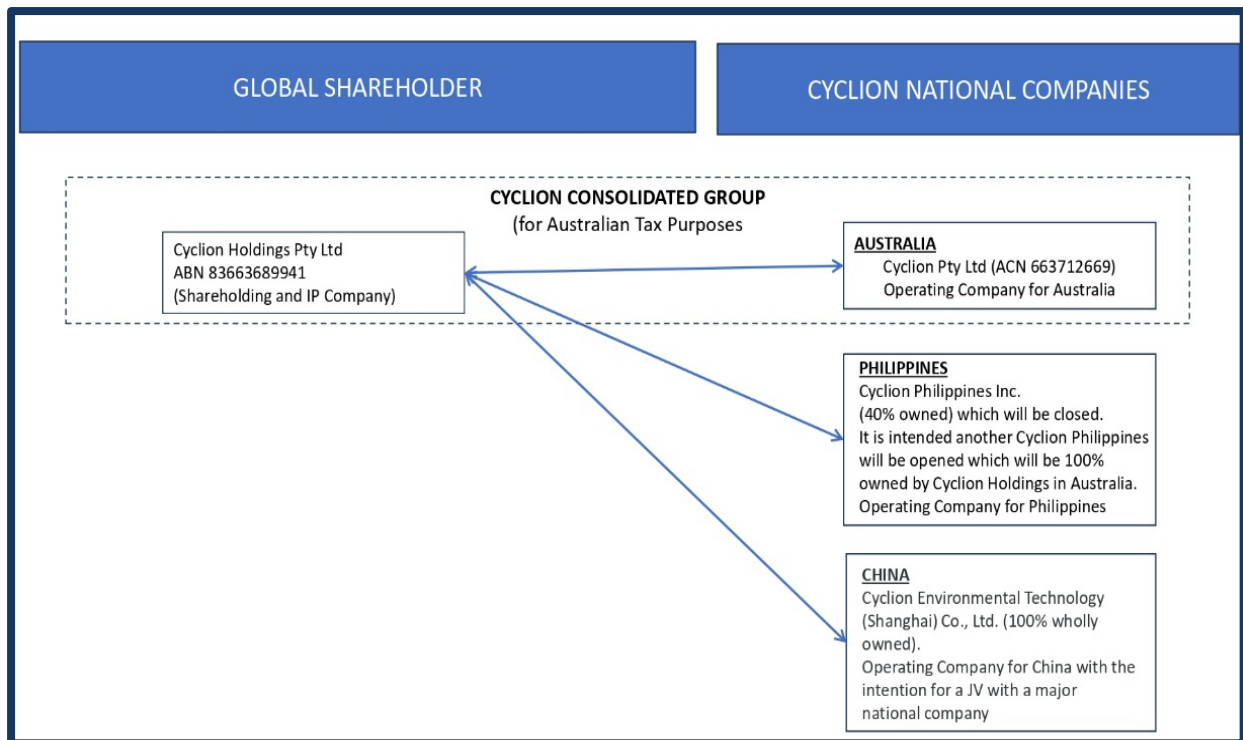 GLOBAL SHAREHOLDER
CYCLION NATIONAL COMPANIES
CYCLION CONSOLIDATED GROUP
(for Australian Tax Purposes
Cyclion Holdings Pty Ltd
ABN 83663689941
(Shareholding and IP Company)
AUSTRALIA
Cyclion Pty Ltd (ACN 663712669)
Operating Company for Australia
PHILIPPINES
Cyclion Philippines Inc.
(40% owned) which will be closed.
It is intended another Cyclion Philippines
will be opened which will be 100%
owned by Cyclion Holdings in Australia.
Operating Company for Philippines
CHINA
Cyclion Environmental Technology
(Shanghai) Co., Ltd. (100% wholly
owned).
Operating Company for China with the
intention for a JV with a major
national company